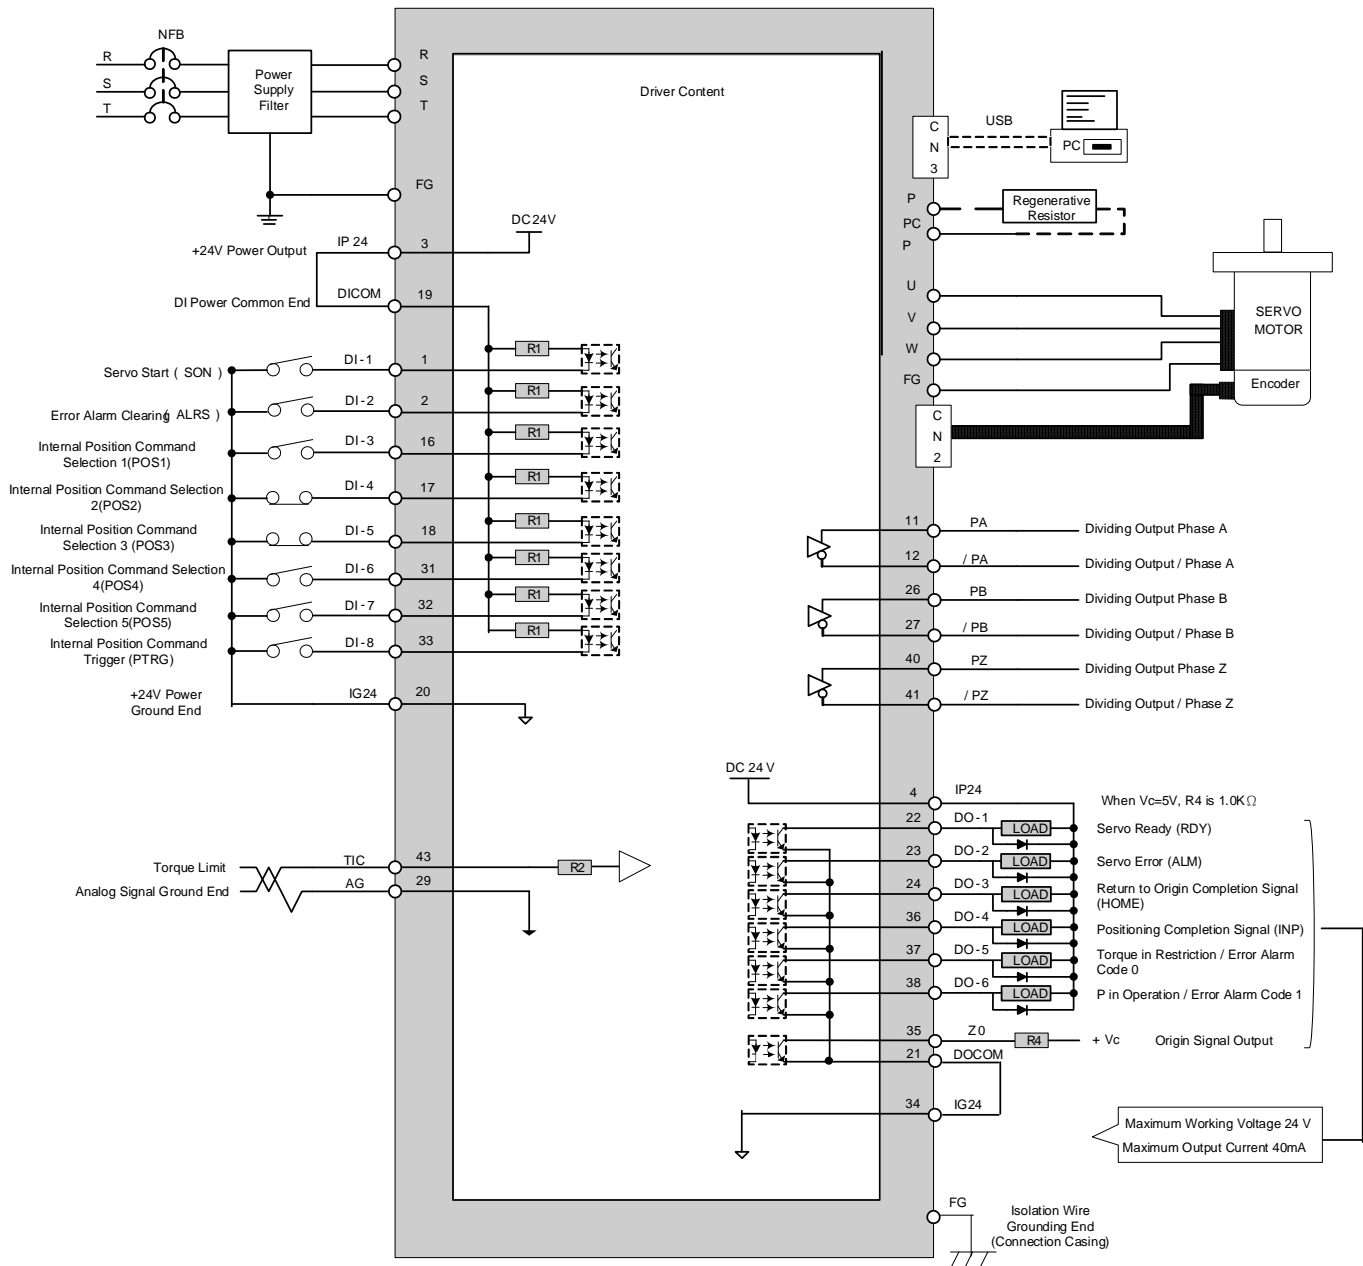 NFB
R
S
T
Power
Supply
Filter
R
S
T
FG
Driver Content
C
N
3
USB
PC
P
PC
P
Regenerative
Resistor
U
V
W
FG
SERVO
MOTOR
Encoder
C
N
2
DC 24V
+24V Power Output
IP 24
3
DI Power Common End
DICOM
19
Servo Start ( SON )
DI-1
1
R1
Error Alarm Clearing( ALRS )
DI-2
2
R1
Internal Position Command
Selection 1(POS1)
DI-3
16
R1
Internal Position Command Selection
2(POS2)
DI-4
17
R1
Internal Position Command
Selection 3 (POS3)
DI-5
18
R1
Internal Position Command Selection
4(POS4)
DI-6
31
R1
Internal Position Command
Selection 5(POS5)
DI-7
32
R1
Internal Position Command
Trigger (PTRG)
DI-8
33
R1
+24V Power
Ground End
IG24
20
11
PA
Dividing Output Phase A
12
/ PA
Dividing Output / Phase A
26
PB
Dividing Output Phase B
27
/ PB
Dividing Output / Phase B
40
PZ
Dividing Output Phase Z
41
/ PZ
Dividing Output / Phase Z
Torque Limit
TIC
43
R2
Analog Signal Ground End
AG
29
DC 24 V
4
IP24
When Vc=5V, R4 is 1.0KΩ
22
DO-1
LOAD
Servo Ready (RDY)
23
DO-2
LOAD
Servo Error (ALM)
24
DO-3
LOAD
Return to Origin Completion Signal
(HOME)
36
DO-4
LOAD
Positioning Completion Signal (INP)
37
DO-5
LOAD
Torque in Restriction / Error Alarm
Code 0
38
DO-6
LOAD
P in Operation / Error Alarm Code 1
35
Z0
R4
+ Vc
Origin Signal Output
21
DOCOM
34
IG24
Maximum Working Voltage 24 V
Maximum Output Current 40mA
FG
Isolation Wire
Grounding End
(Connection Casing)